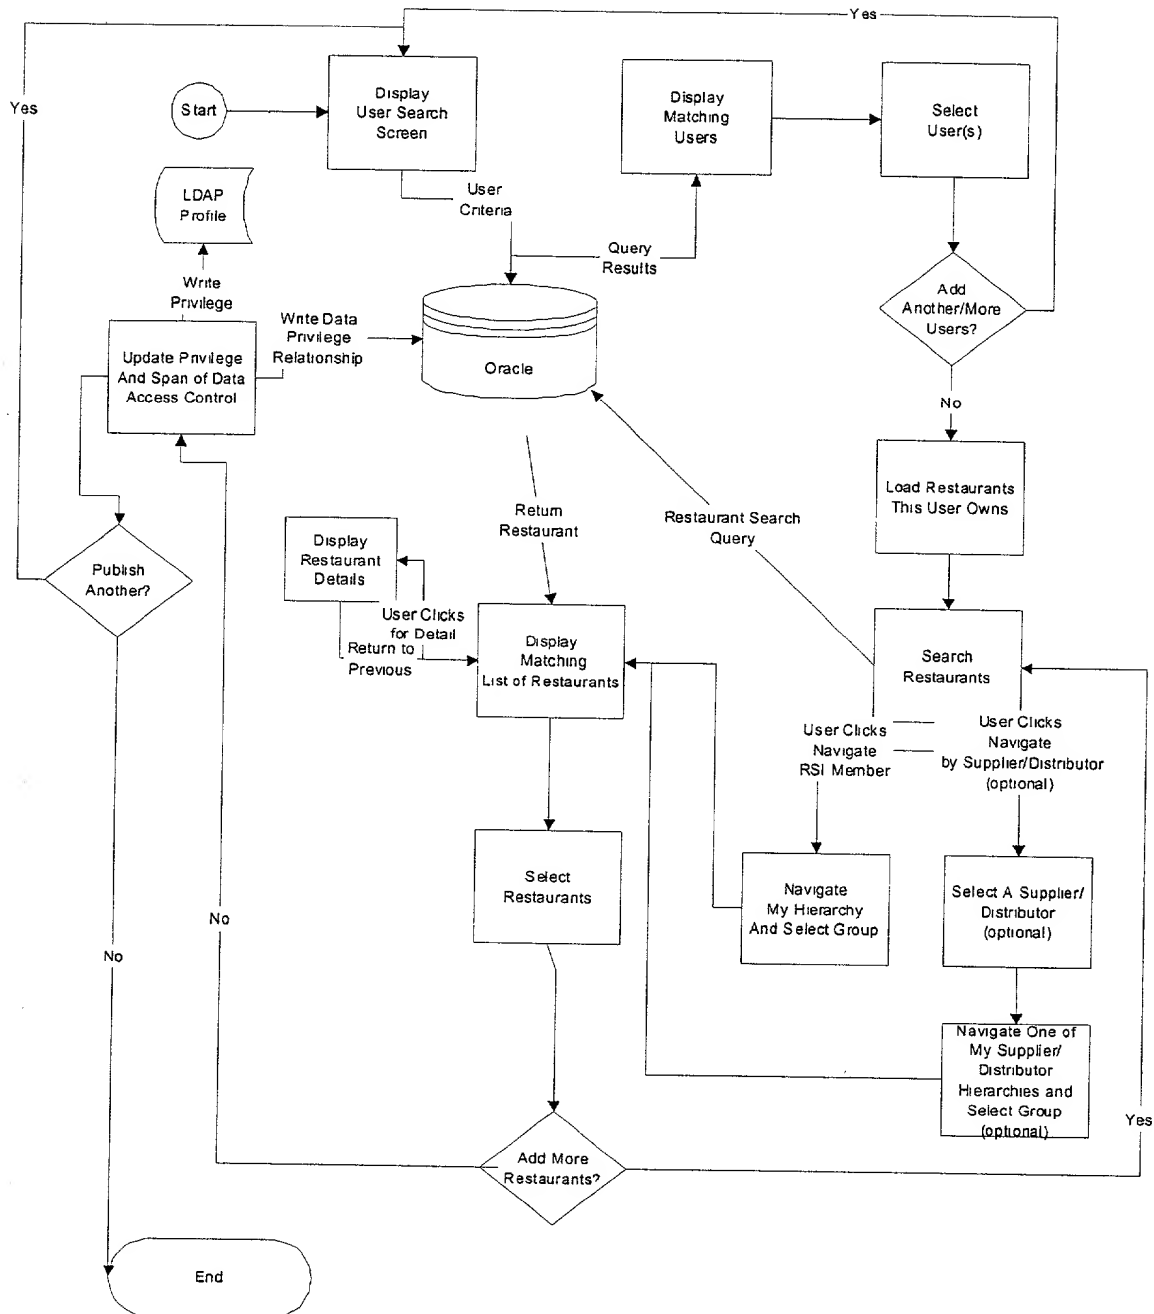 Yes
Yes
Start
Display
User Search
Screen
Display
Matching
Users
Select
User(s)
LDAP
Profile
User
Criteria
Query
Results
Write
Privilege
Write Data
Privilege
Relationship
Add
Another/More
Users?
Update Privilege
And Span of Data
Access Control
Oracle
No
Load Restaurants
This User Owns
Return
Restaurant
Restaurant Search
Query
Display
Restaurant
Details
Publish
Another?
User Clicks
for Detail
Return to
Previous
Display
Matching
List of Restaurants
Search
Restaurants
User Clicks
Navigate
RSI Member
User Clicks
Navigate
by Supplier/Distributor
(optional)
Select
Restaurants
Navigate
My Hierarchy
And Select Group
Select A Supplier/
Distributor
(optional)
No
No
Navigate One of
My Supplier/
Distributor
Hierarchies and
Select Group
(optional)
Yes
Add More
Restaurants?
End